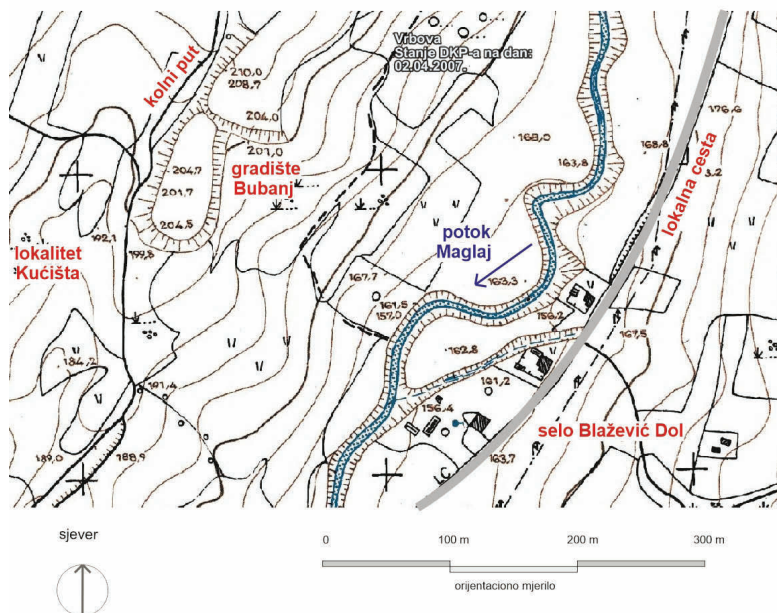 Vrbova
Stanje DKP-a na dan:
02.04.2007.
kolni put
210,0
208,7
204,0
201,0
176,6
168,0
168,8
163,8
gradište
Bubanj
204,7
201,7
204,5
lokalna cesta
192,1
199,8
lokalitet
Kućišta
potok
Maglaj
167,7
163,3
161,5
157,0
156,2
167,5
162,8
184,2
191,4
161,2
156,4
selo Blažević Dol
163,7
189,0
188,9
sjever
0
100 m
200 m
300 m
orijentaciono mjerilo